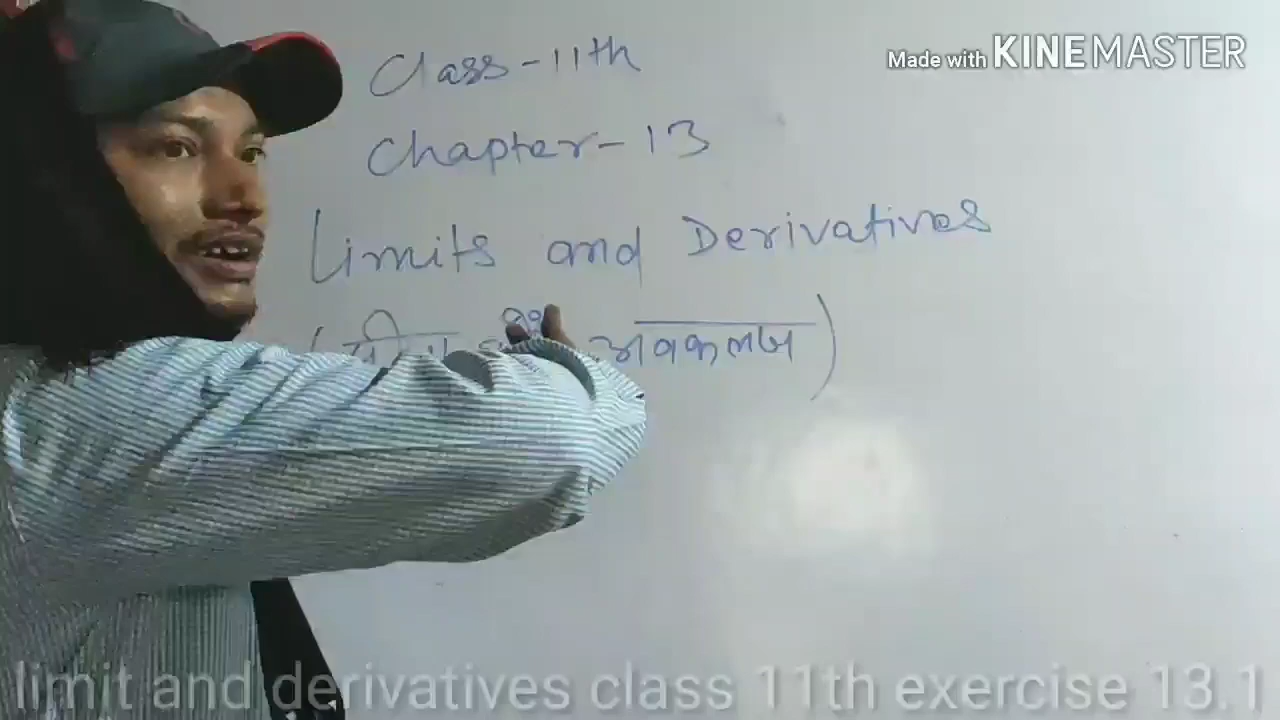 Made with KINEMASTER
Class-11th
Chapter-13
Limits and Derivatives
अवकलज)
limit and derivatives class 11th exercise 13.1